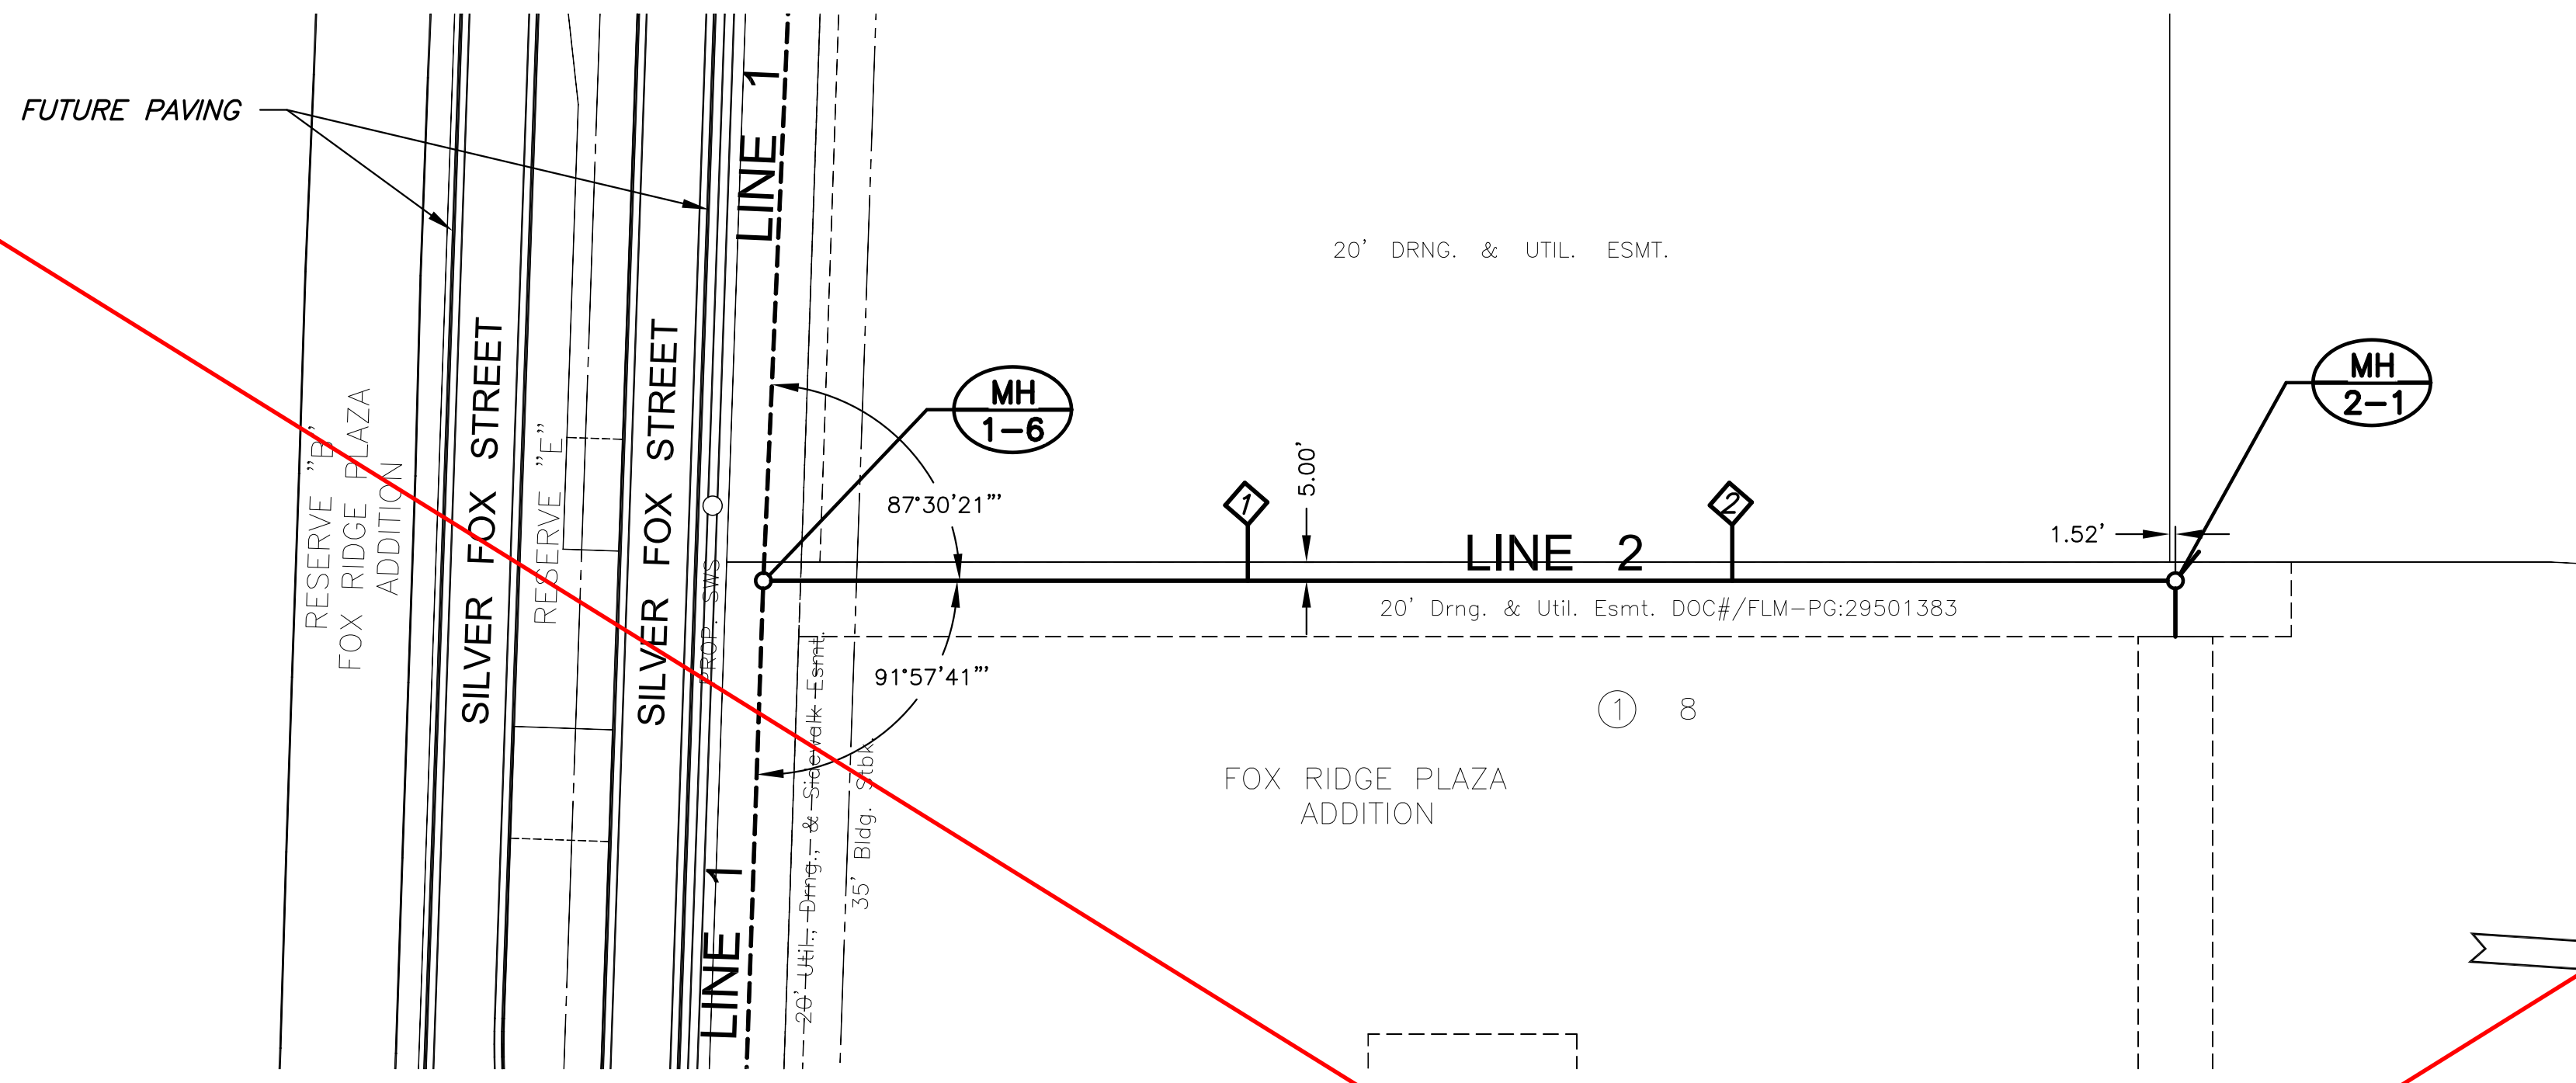 FUTURE PAVING
LINE 1
20' DRNG. & UTIL. ESMT.
MH
1-6
MH
2-1
RESERVE "B'
FOX RIDGE PLAZA
ADDITION
SILVER FOX STREET
RESERVE "E"
SILVER FOX STREET
PROP. SWS
87°30'21"'
91°57'41"'
1
5.00'
2
LINE 2
1.52'
20' Drng. & Util. Esmt. DOC#/FLM-PG:29501383
20' Util., Drng., & Sidewalk Esmt.
35' Bldg. Stbk.
1 8
FOX RIDGE PLAZA
ADDITION
LINE 1